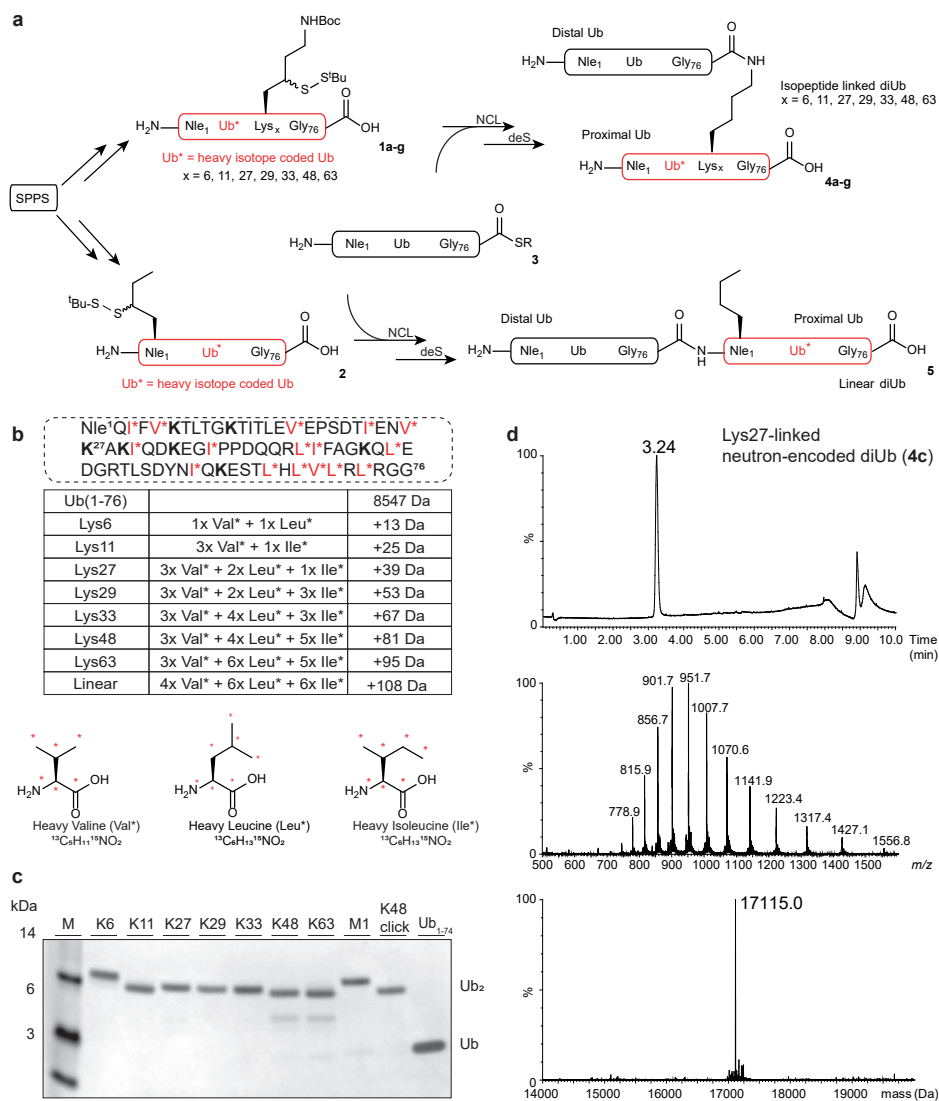 a
NHBoc
SᵗBu
S
H₂N
Nle₁ Ub* Lysₓ Gly₇₆
O
OH
1a-g
Ub* = heavy isotope coded Ub
x = 6, 11, 27, 29, 33, 48, 63
NCL
deS
Distal Ub
H₂N
Nle₁ Ub Gly₇₆
O
NH
Isopeptide linked diUb
x = 6, 11, 27, 29, 33, 48, 63
Proximal Ub
H₂N
Nle₁ Ub* Lysₓ Gly₇₆
O
OH
4a-g
SPPS
H₂N
Nle₁ Ub Gly₇₆
O
SR
3
ᵗBu-S
S
H₂N
Nle₁ Ub* Gly₇₆
O
OH
2
Ub* = heavy isotope coded Ub
NCL
deS
Distal Ub
H₂N
Nle₁ Ub Gly₇₆
O
N
H
Proximal Ub
Nle₁ Ub* Gly₇₆
O
OH
5
Linear diUb
b
Nle¹QI*FV*KTLTGKTITLEV*EPSDTI*ENV*
K²⁷AKI*QDKEGI*PPDQQRL*I*FAGKQL*E
DGRTLSDYNI*QKESTL*HL*V*L*RL*RGG⁷⁶
Ub(1-76) 8547 Da
Lys6 1x Val* + 1x Leu* +13 Da
Lys11 3x Val* + 1x Ile* +25 Da
Lys27 3x Val* + 2x Leu* + 1x Ile* +39 Da
Lys29 3x Val* + 2x Leu* + 3x Ile* +53 Da
Lys33 3x Val* + 4x Leu* + 3x Ile* +67 Da
Lys48 3x Val* + 4x Leu* + 5x Ile* +81 Da
Lys63 3x Val* + 6x Leu* + 5x Ile* +95 Da
Linear 4x Val* + 6x Leu* + 6x Ile* +108 Da
* * * * *
H₂N
OH
O
Heavy Valine (Val*)
¹³C₅H₁₁¹⁵NO₂
* * * * * *
H₂N
OH
O
Heavy Leucine (Leu*)
¹³C₆H₁₃¹⁵NO₂
* * * * * *
H₂N
OH
O
Heavy Isoleucine (Ile*)
¹³C₆H₁₃¹⁵NO₂
c
kDa
M K6 K11 K27 K29 K33 K48 K63 M1 K48 click Ub₁₋₇₄
14
6
3
Ub₂
Ub
d
Lys27-linked
neutron-encoded diUb (4c)
3.24
100
%
0
1.00 2.00 3.00 4.00 5.00 6.00 7.00 8.00 9.00 10.0
Time
(min)
100
%
0
778.9
815.9
856.7
901.7
951.7
1007.7
1070.6
1141.9
1223.4
1317.4
1427.1
1556.8
500 600 700 800 900 1000 1100 1200 1300 1400 1500
m/z
100
%
0
17115.0
14000 15000 16000 17000 18000 19000
mass (Da)